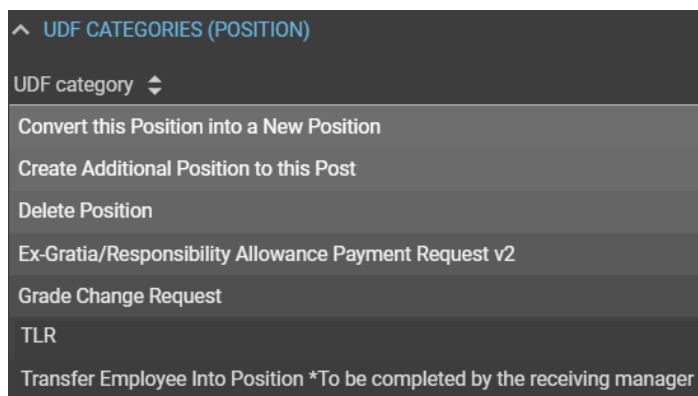 UDF CATEGORIES (POSITION)
UDF category
Convert this Position into a New Position
Create Additional Position to this Post
Delete Position
Ex-Gratia/Responsibility Allowance Payment Request v2
Grade Change Request
TLR
Transfer Employee Into Position *To be completed by the receiving manager